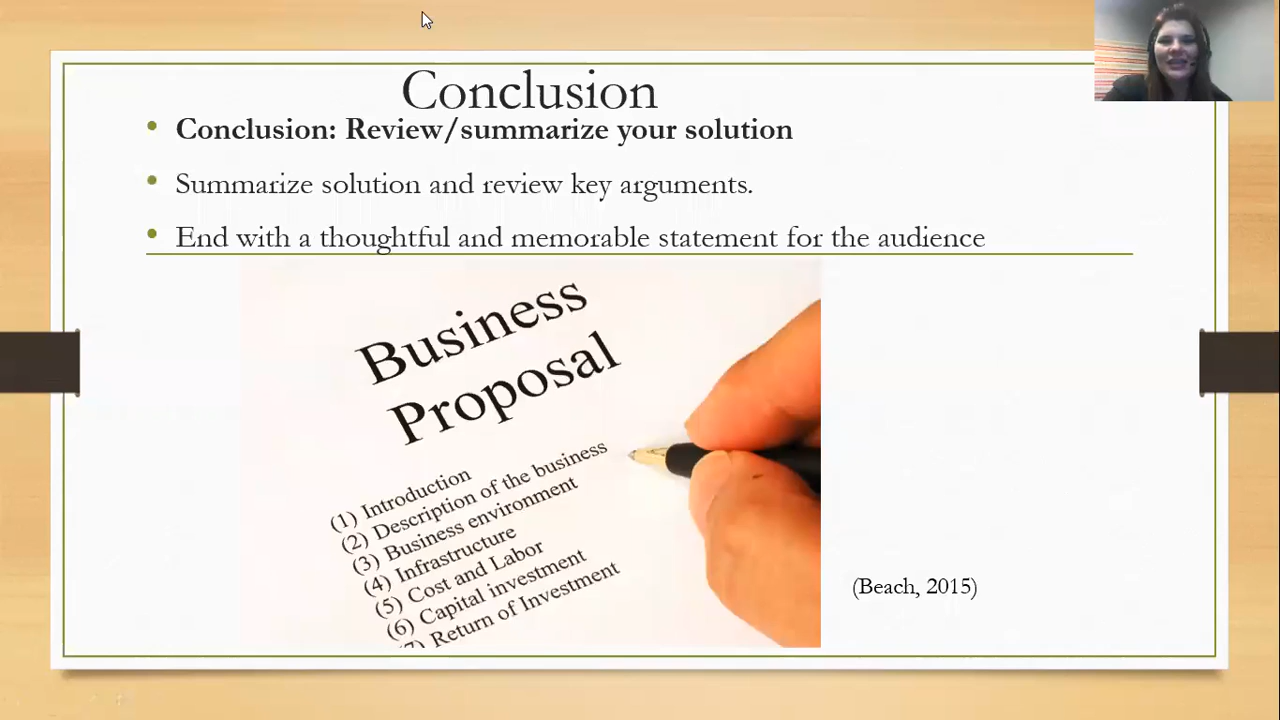 Conclusion
Conclusion: Review/summarize your solution
Summarize solution and review key arguments.
End with a thoughtful and memorable statement for the audience
Business
Proposal
(1) Introduction
(2) Description of the business
(3) Business environment
(4) Infrastructure
(5) Cost and Labor
(6) Capital investment
(7) Return of Investment
(Beach, 2015)